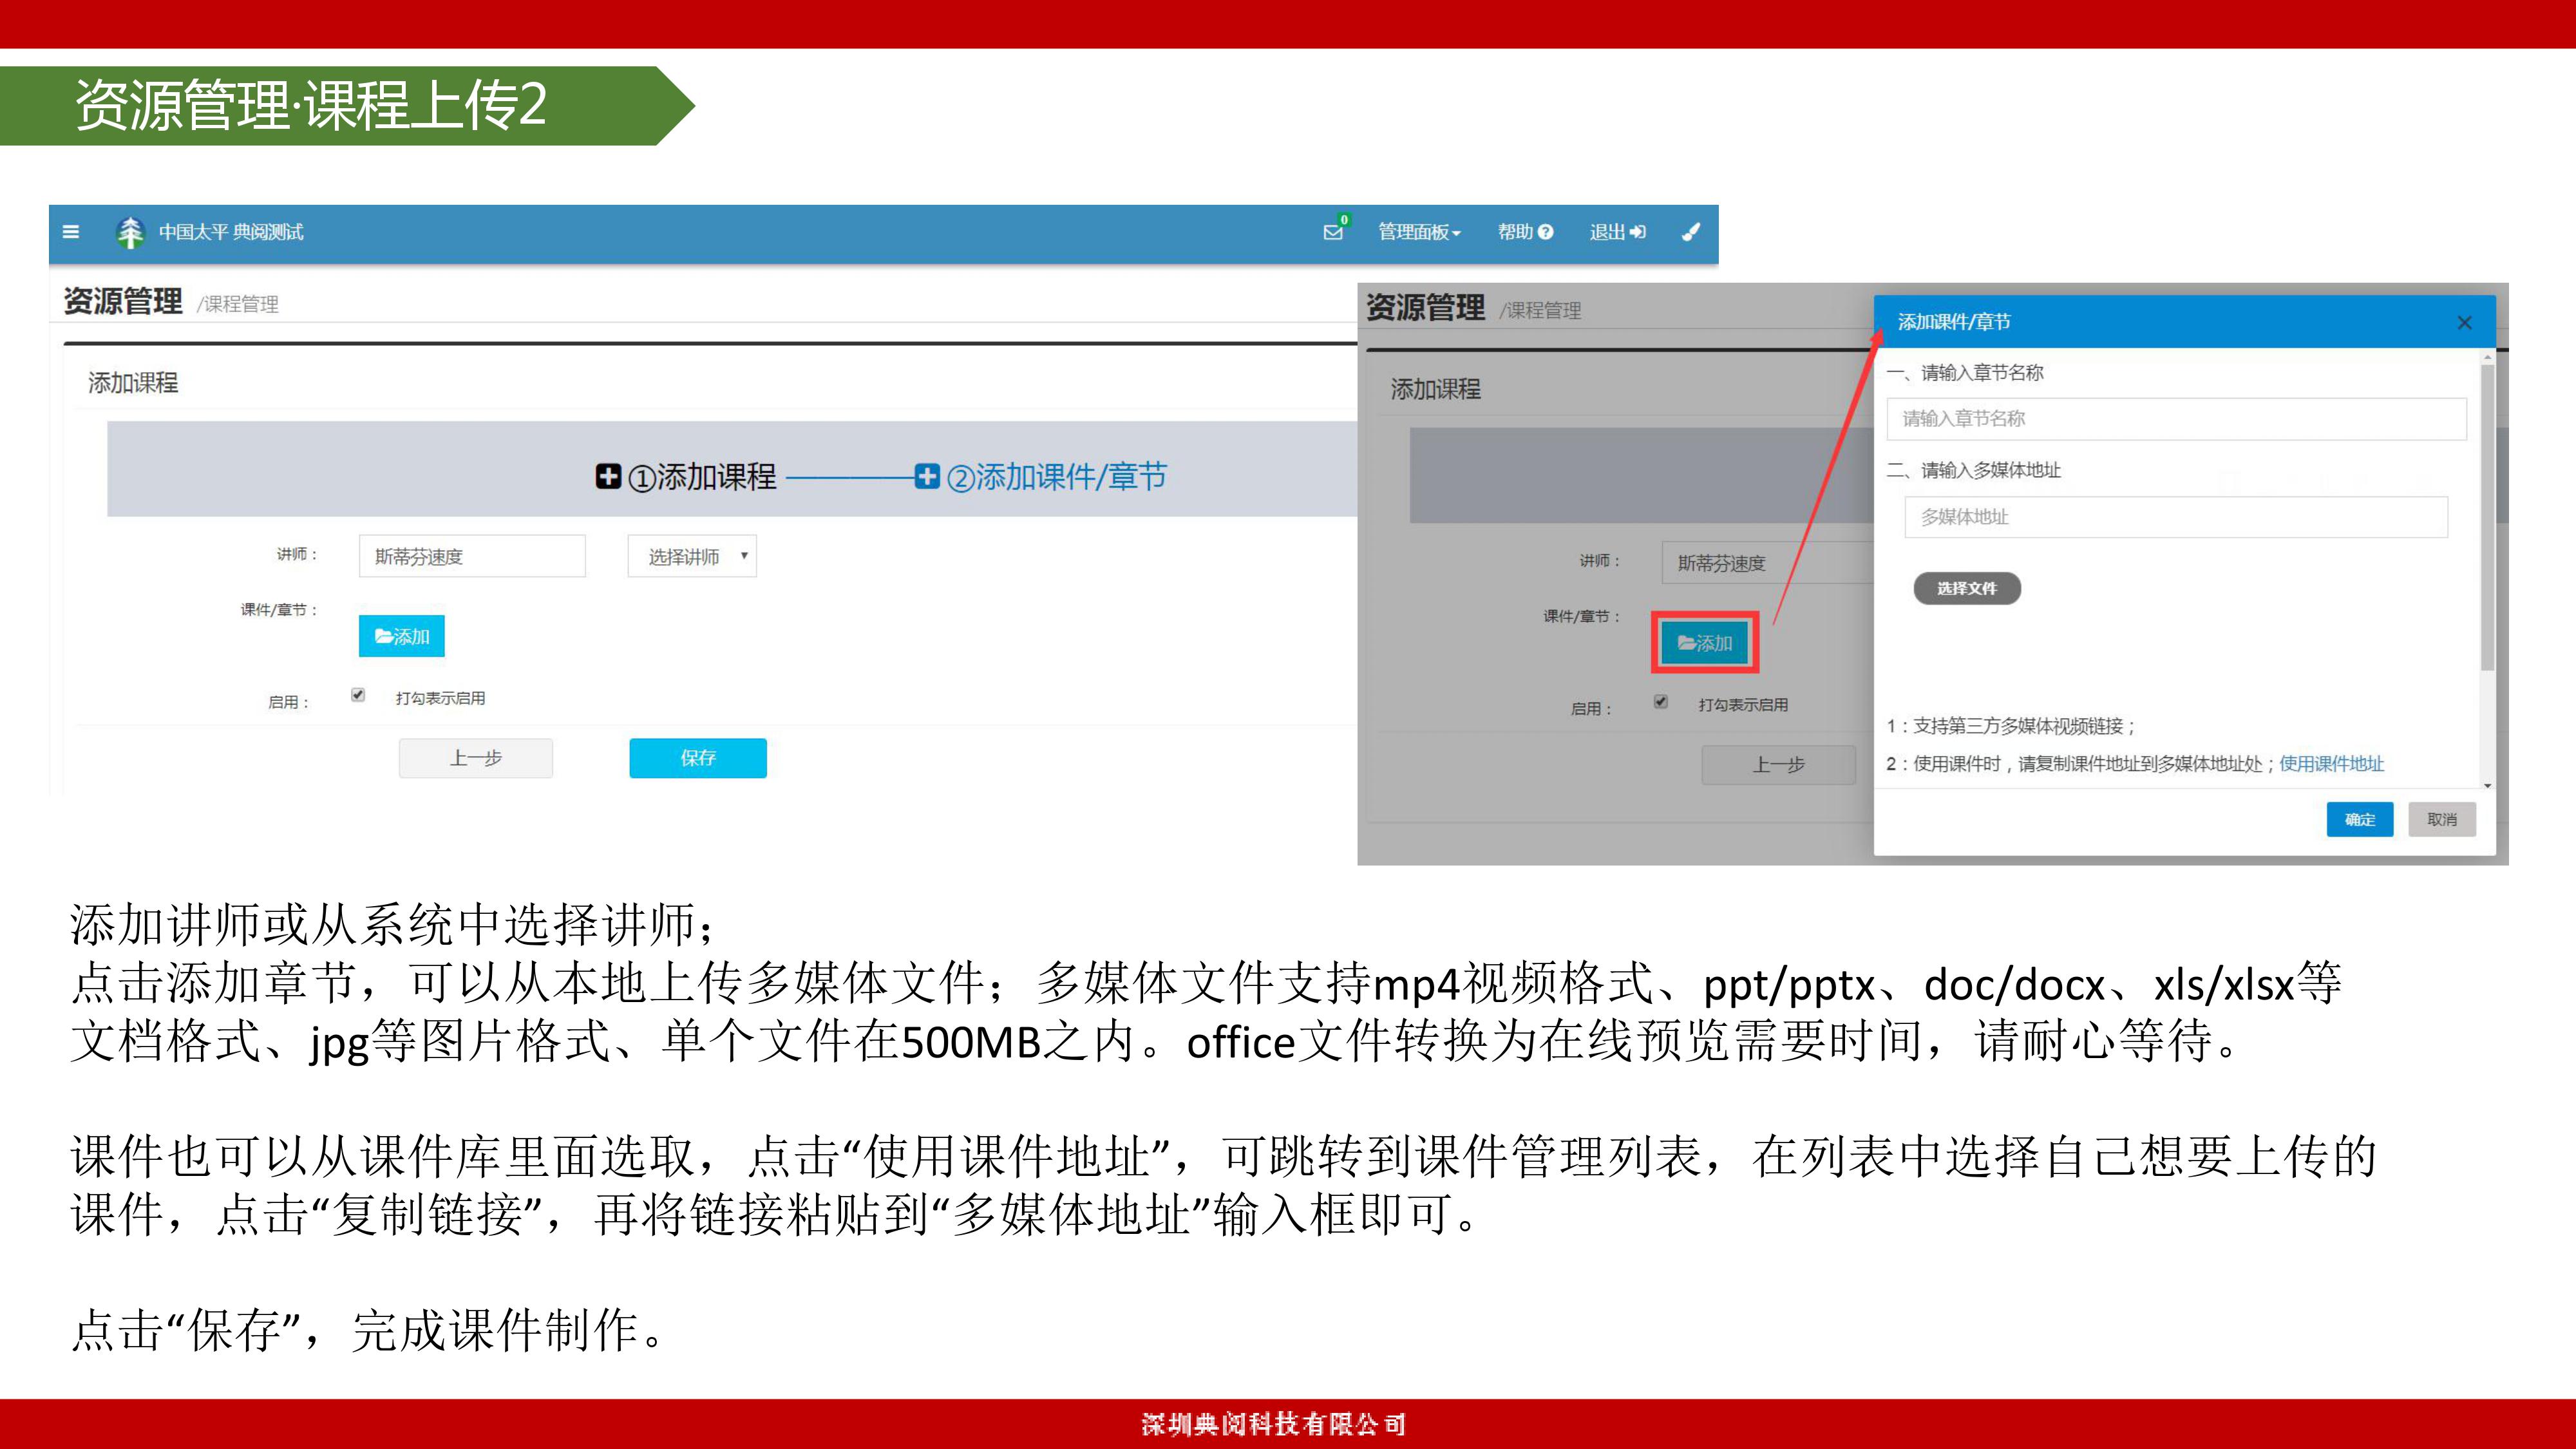 资源管理·课程上传2
中国太平 典阅测试
0
管理面板
帮助
退出
资源管理 /课程管理
添加课程
①添加课程
②添加课件/章节
讲师：
斯蒂芬速度
选择讲师
课件/章节：
添加
启用：
打勾表示启用
上一步
保存
资源管理 /课程管理
添加课程
讲师：
斯蒂芬速度
课件/章节：
添加
启用：
打勾表示启用
上一步
添加课件/章节
一、请输入章节名称
请输入章节名称
二、请输入多媒体地址
多媒体地址
选择文件
1：支持第三方多媒体视频链接；
2：使用课件时，请复制课件地址到多媒体地址处；使用课件地址
确定
取消
添加讲师或从系统中选择讲师；
点击添加章节，可以从本地上传多媒体文件；多媒体文件支持mp4视频格式、ppt/pptx、doc/docx、xls/xlsx等
文档格式、jpg等图片格式、单个文件在500MB之内。office文件转换为在线预览需要时间，请耐心等待。
课件也可以从课件库里面选取，点击“使用课件地址”，可跳转到课件管理列表，在列表中选择自己想要上传的
课件，点击“复制链接”，再将链接粘贴到“多媒体地址”输入框即可。
点击“保存”，完成课件制作。
深圳典阅科技有限公司